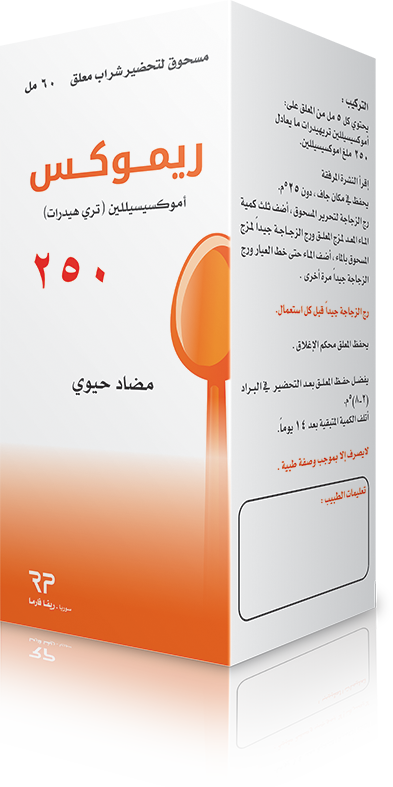 مسحوق لتحضير شراب معلق ٦٠ مل
ريموكس
أموكسيسيللين (تري هيدرات)
٢٥٠
مضاد حيوي
RP
سوريا - ريفا فارما
التركيب :
يحتوي كل ٥ مل من المعلق على:
أموكسيسيللين تريهيدرات ما يعادل
٢٥٠ ملغ أموكسيسيللين.
إقرأ النشرة المرفقة
يحفظ في مكان جاف، دون ٢٥°م.
رج الزجاجة لتحرير المسحوق ، أضف ثلث كمية
الماء المعد لمزج المعلق ورج الزجاجة جيداً لمزج
المسحوق بالماء ، أضف الماء حتى خط العيار ورج
الزجاجة جيداً مرة أخرى .
رج الزجاجة جيداً قبل كل استعمال.
يحفظ المعلق محكم الإغلاق .
يفضل حفظ المعلق بعد التحضير في البراد
(٢-٨)°م.
أتلف الكمية المتبقية بعد ١٤ يوماً.
لايصرف إلا بموجب وصفة طبية .
تعليمات الطبيب :